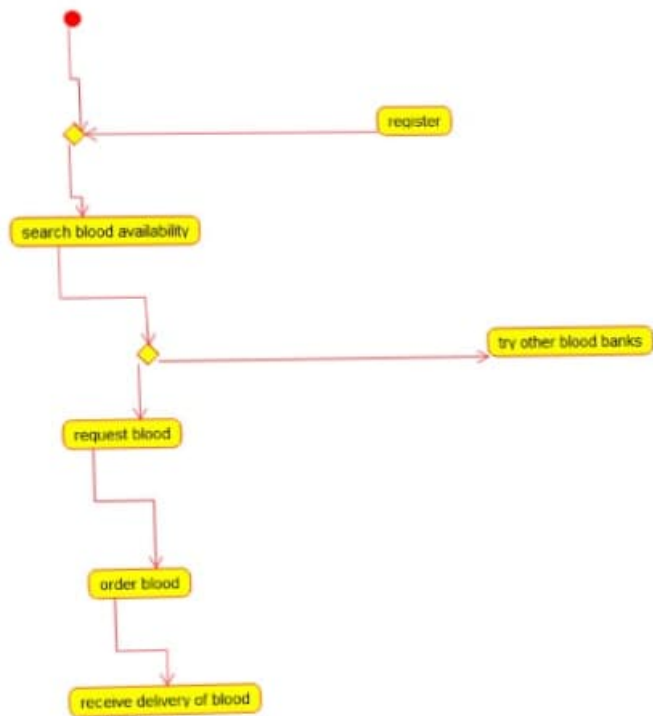 register
search blood availability
try other blood banks
request blood
order blood
receive delivery of blood